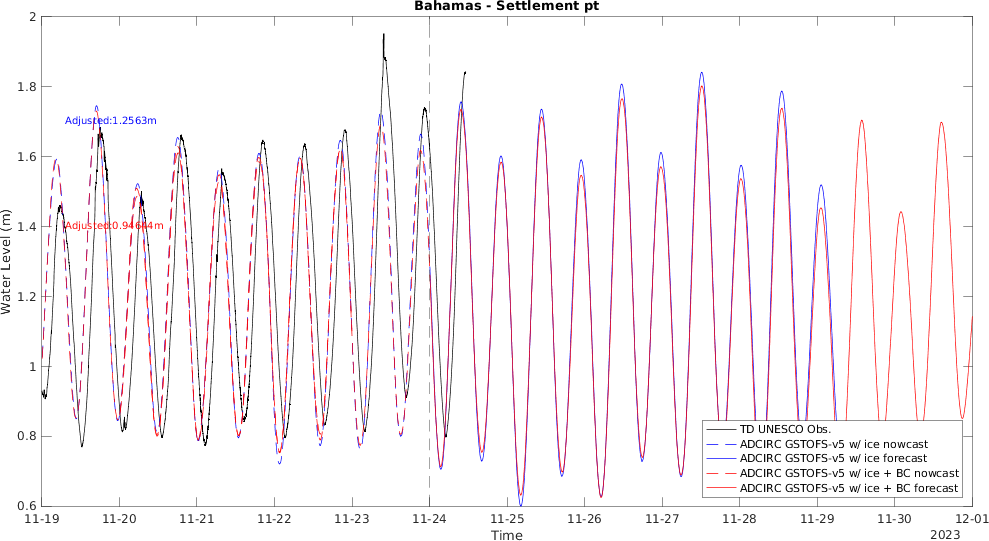 Bahamas - Settlement pt
Water Level (m)
2
1.8
1.6
1.4
1.2
1
0.8
0.6
Adjusted:1.2563m
Adjusted:0.94644m
TD UNESCO Obs.
ADCIRC GSTOFS-v5 w/ ice nowcast
ADCIRC GSTOFS-v5 w/ ice forecast
ADCIRC GSTOFS-v5 w/ ice + BC nowcast
ADCIRC GSTOFS-v5 w/ ice + BC forecast
11-19 11-20 11-21 11-22 11-23 11-24 11-25 11-26 11-27 11-28 11-29 11-30 12-01
Time
2023